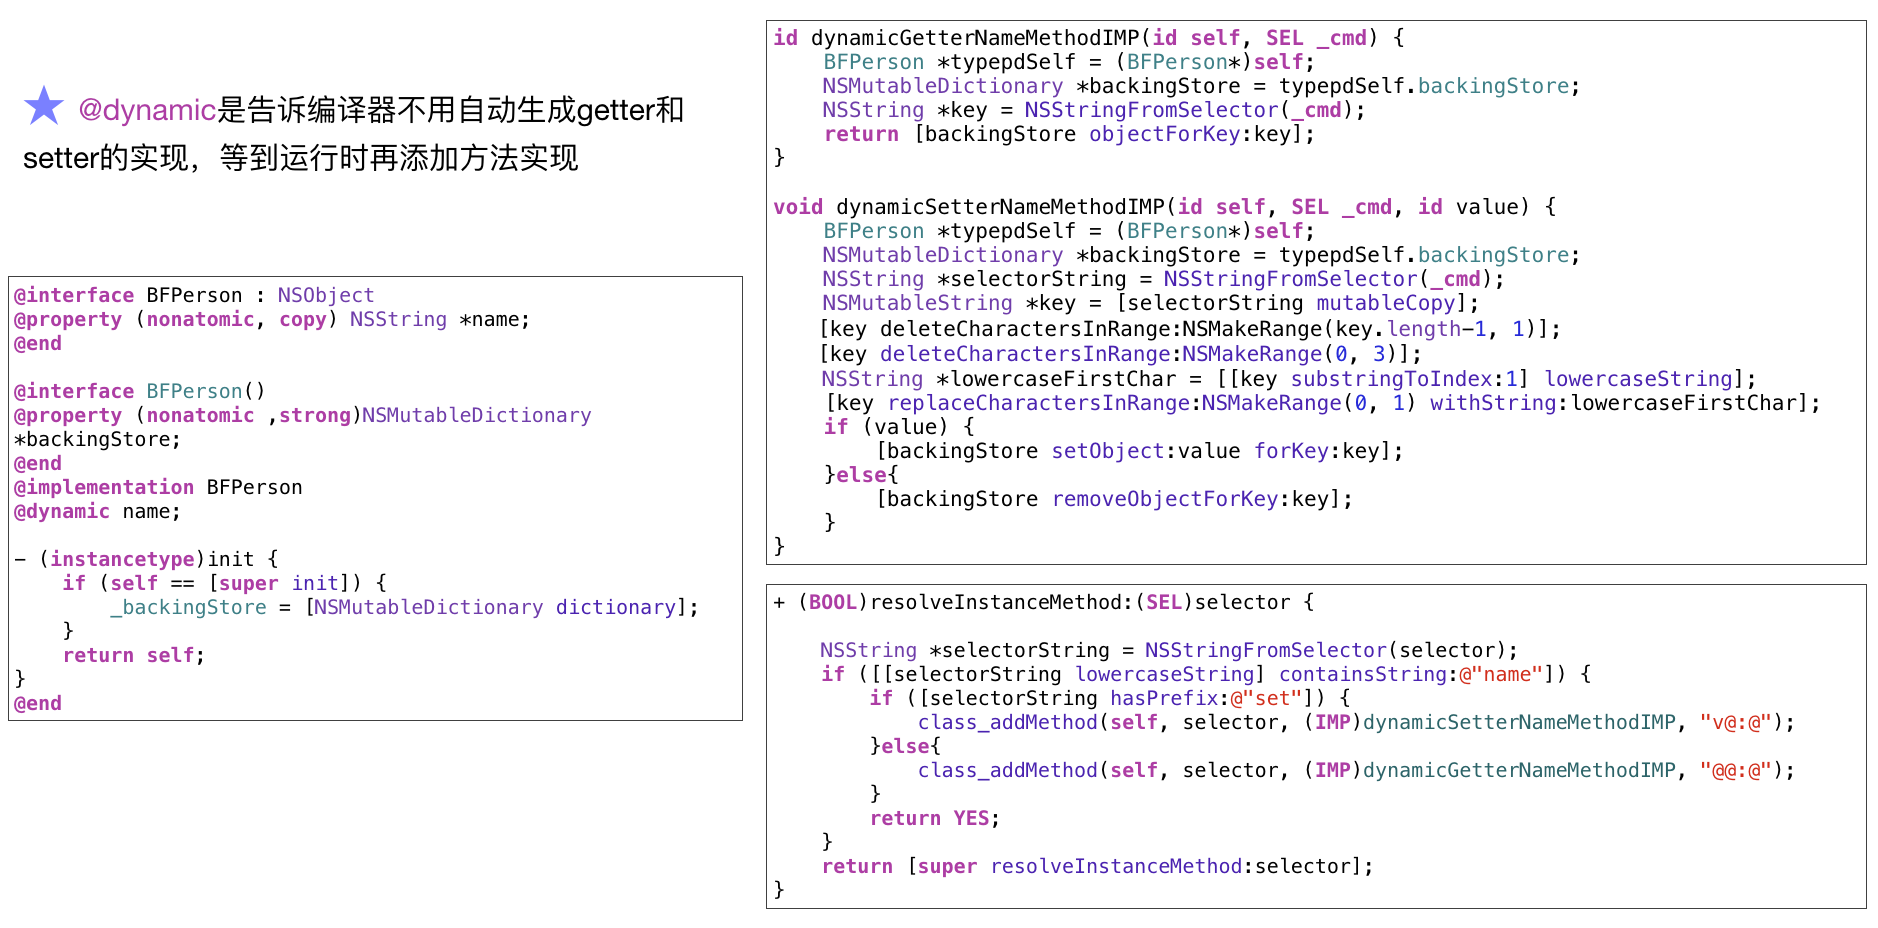 @dynamic是告诉编译器不用自动生成getter和
setter的实现，等到运行时再添加方法实现
@interface BFPerson : NSObject
@property (nonatomic, copy) NSString *name;
@end
@interface BFPerson()
@property (nonatomic ,strong)NSMutableDictionary
*backingStore;
@end
@implementation BFPerson
@dynamic name;
- (instancetype)init {
if (self == [super init]) {
_backingStore = [NSMutableDictionary dictionary];
}
return self;
}
@end
id dynamicGetterNameMethodIMP(id self, SEL _cmd) {
BFPerson *typepdSelf = (BFPerson*)self;
NSMutableDictionary *backingStore = typepdSelf.backingStore;
NSString *key = NSStringFromSelector(_cmd);
return [backingStore objectForKey:key];
}
void dynamicSetterNameMethodIMP(id self, SEL _cmd, id value) {
BFPerson *typepdSelf = (BFPerson*)self;
NSMutableDictionary *backingStore = typepdSelf.backingStore;
NSString *selectorString = NSStringFromSelector(_cmd);
NSMutableString *key = [selectorString mutableCopy];
[key deleteCharactersInRange:NSMakeRange(key.length-1, 1)];
[key deleteCharactersInRange:NSMakeRange(0, 3)];
NSString *lowercaseFirstChar = [[key substringToIndex:1] lowercaseString];
[key replaceCharactersInRange:NSMakeRange(0, 1) withString:lowercaseFirstChar];
if (value) {
[backingStore setObject:value forKey:key];
}else{
[backingStore removeObjectForKey:key];
}
}
+ (BOOL)resolveInstanceMethod:(SEL)selector {
NSString *selectorString = NSStringFromSelector(selector);
if ([[selectorString lowercaseString] containsString:@"name"]) {
if ([selectorString hasPrefix:@"set"]) {
class_addMethod(self, selector, (IMP)dynamicSetterNameMethodIMP, "v@:@");
}else{
class_addMethod(self, selector, (IMP)dynamicGetterNameMethodIMP, "@@:@");
}
return YES;
}
return [super resolveInstanceMethod:selector];
}